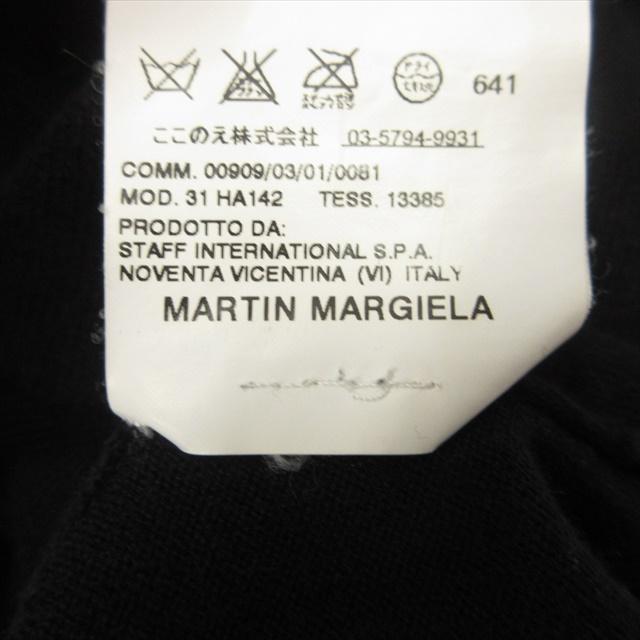 641
ここのえ株式会社 03-5794-9931
COMM. 00909/03/01/0081
MOD. 31 HA142 TESS. 13385
PRODOTTO DA:
STAFF INTERNATIONAL S.P.A.
NOVENTA VICENTINA (VI) ITALY
MARTIN MARGIELA